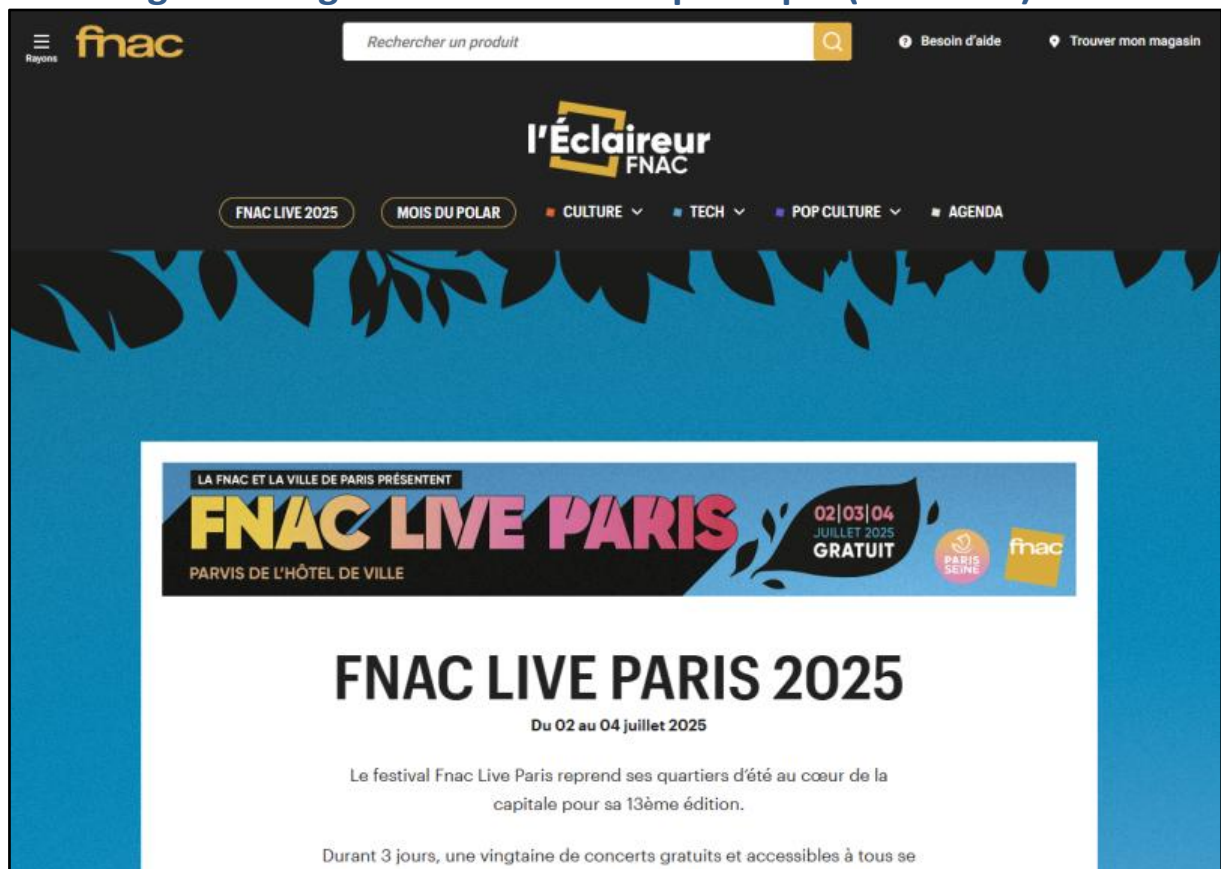 Rayons
fnac
Rechercher un produit
Besoin d'aide
Trouver mon magasin
l'Éclaireur
FNAC
FNAC LIVE 2025
MOIS DU POLAR
CULTURE
TECH
POP CULTURE
AGENDA
LA FNAC ET LA VILLE DE PARIS PRÉSENTENT
FNAC LIVE PARIS
PARVIS DE L'HÔTEL DE VILLE
02|03|04
JUILLET 2025
GRATUIT
PARIS
SEINE
fnac
FNAC LIVE PARIS 2025
Du 02 au 04 juillet 2025
Le festival Fnac Live Paris reprend ses quartiers d'été au cœur de la
capitale pour sa 13ème édition.
Durant 3 jours, une vingtaine de concerts gratuits et accessibles à tous se